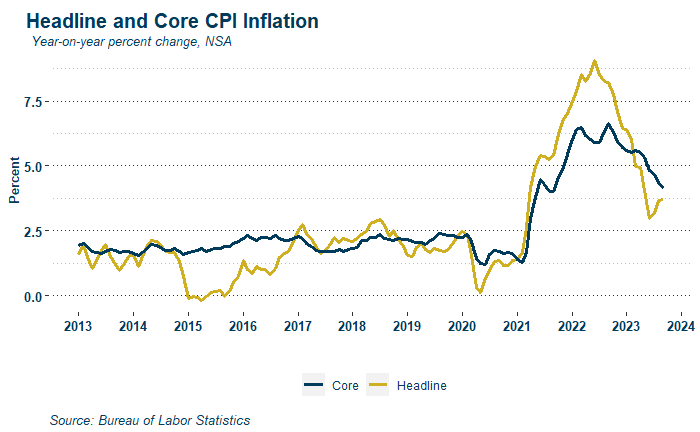 Headline and Core CPI Inflation
Year-on-year percent change, NSA
Percent
7.5
5.0
2.5
0.0
2013 2014 2015 2016 2017 2018 2019 2020 2021 2022 2023 2024
Core Headline
Source: Bureau of Labor Statistics